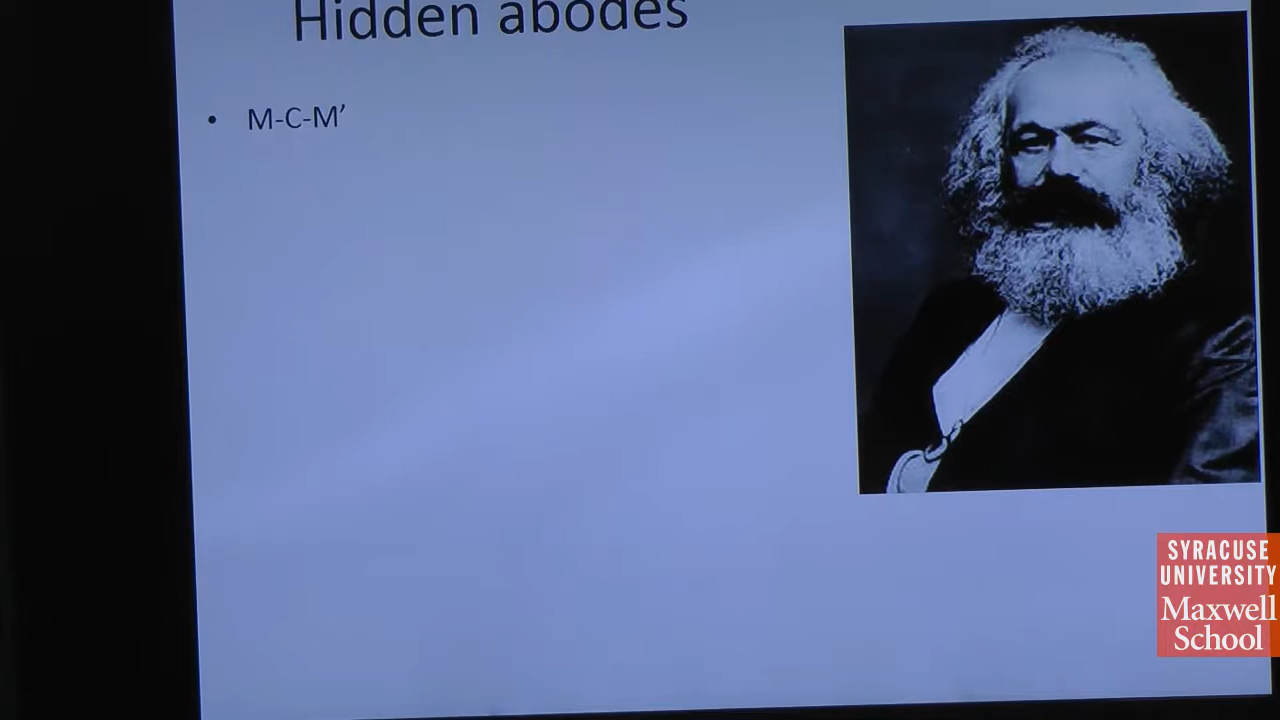 Hidden abodes
• M-C-M’
SYRACUSE
UNIVERSITY
Maxwell
School